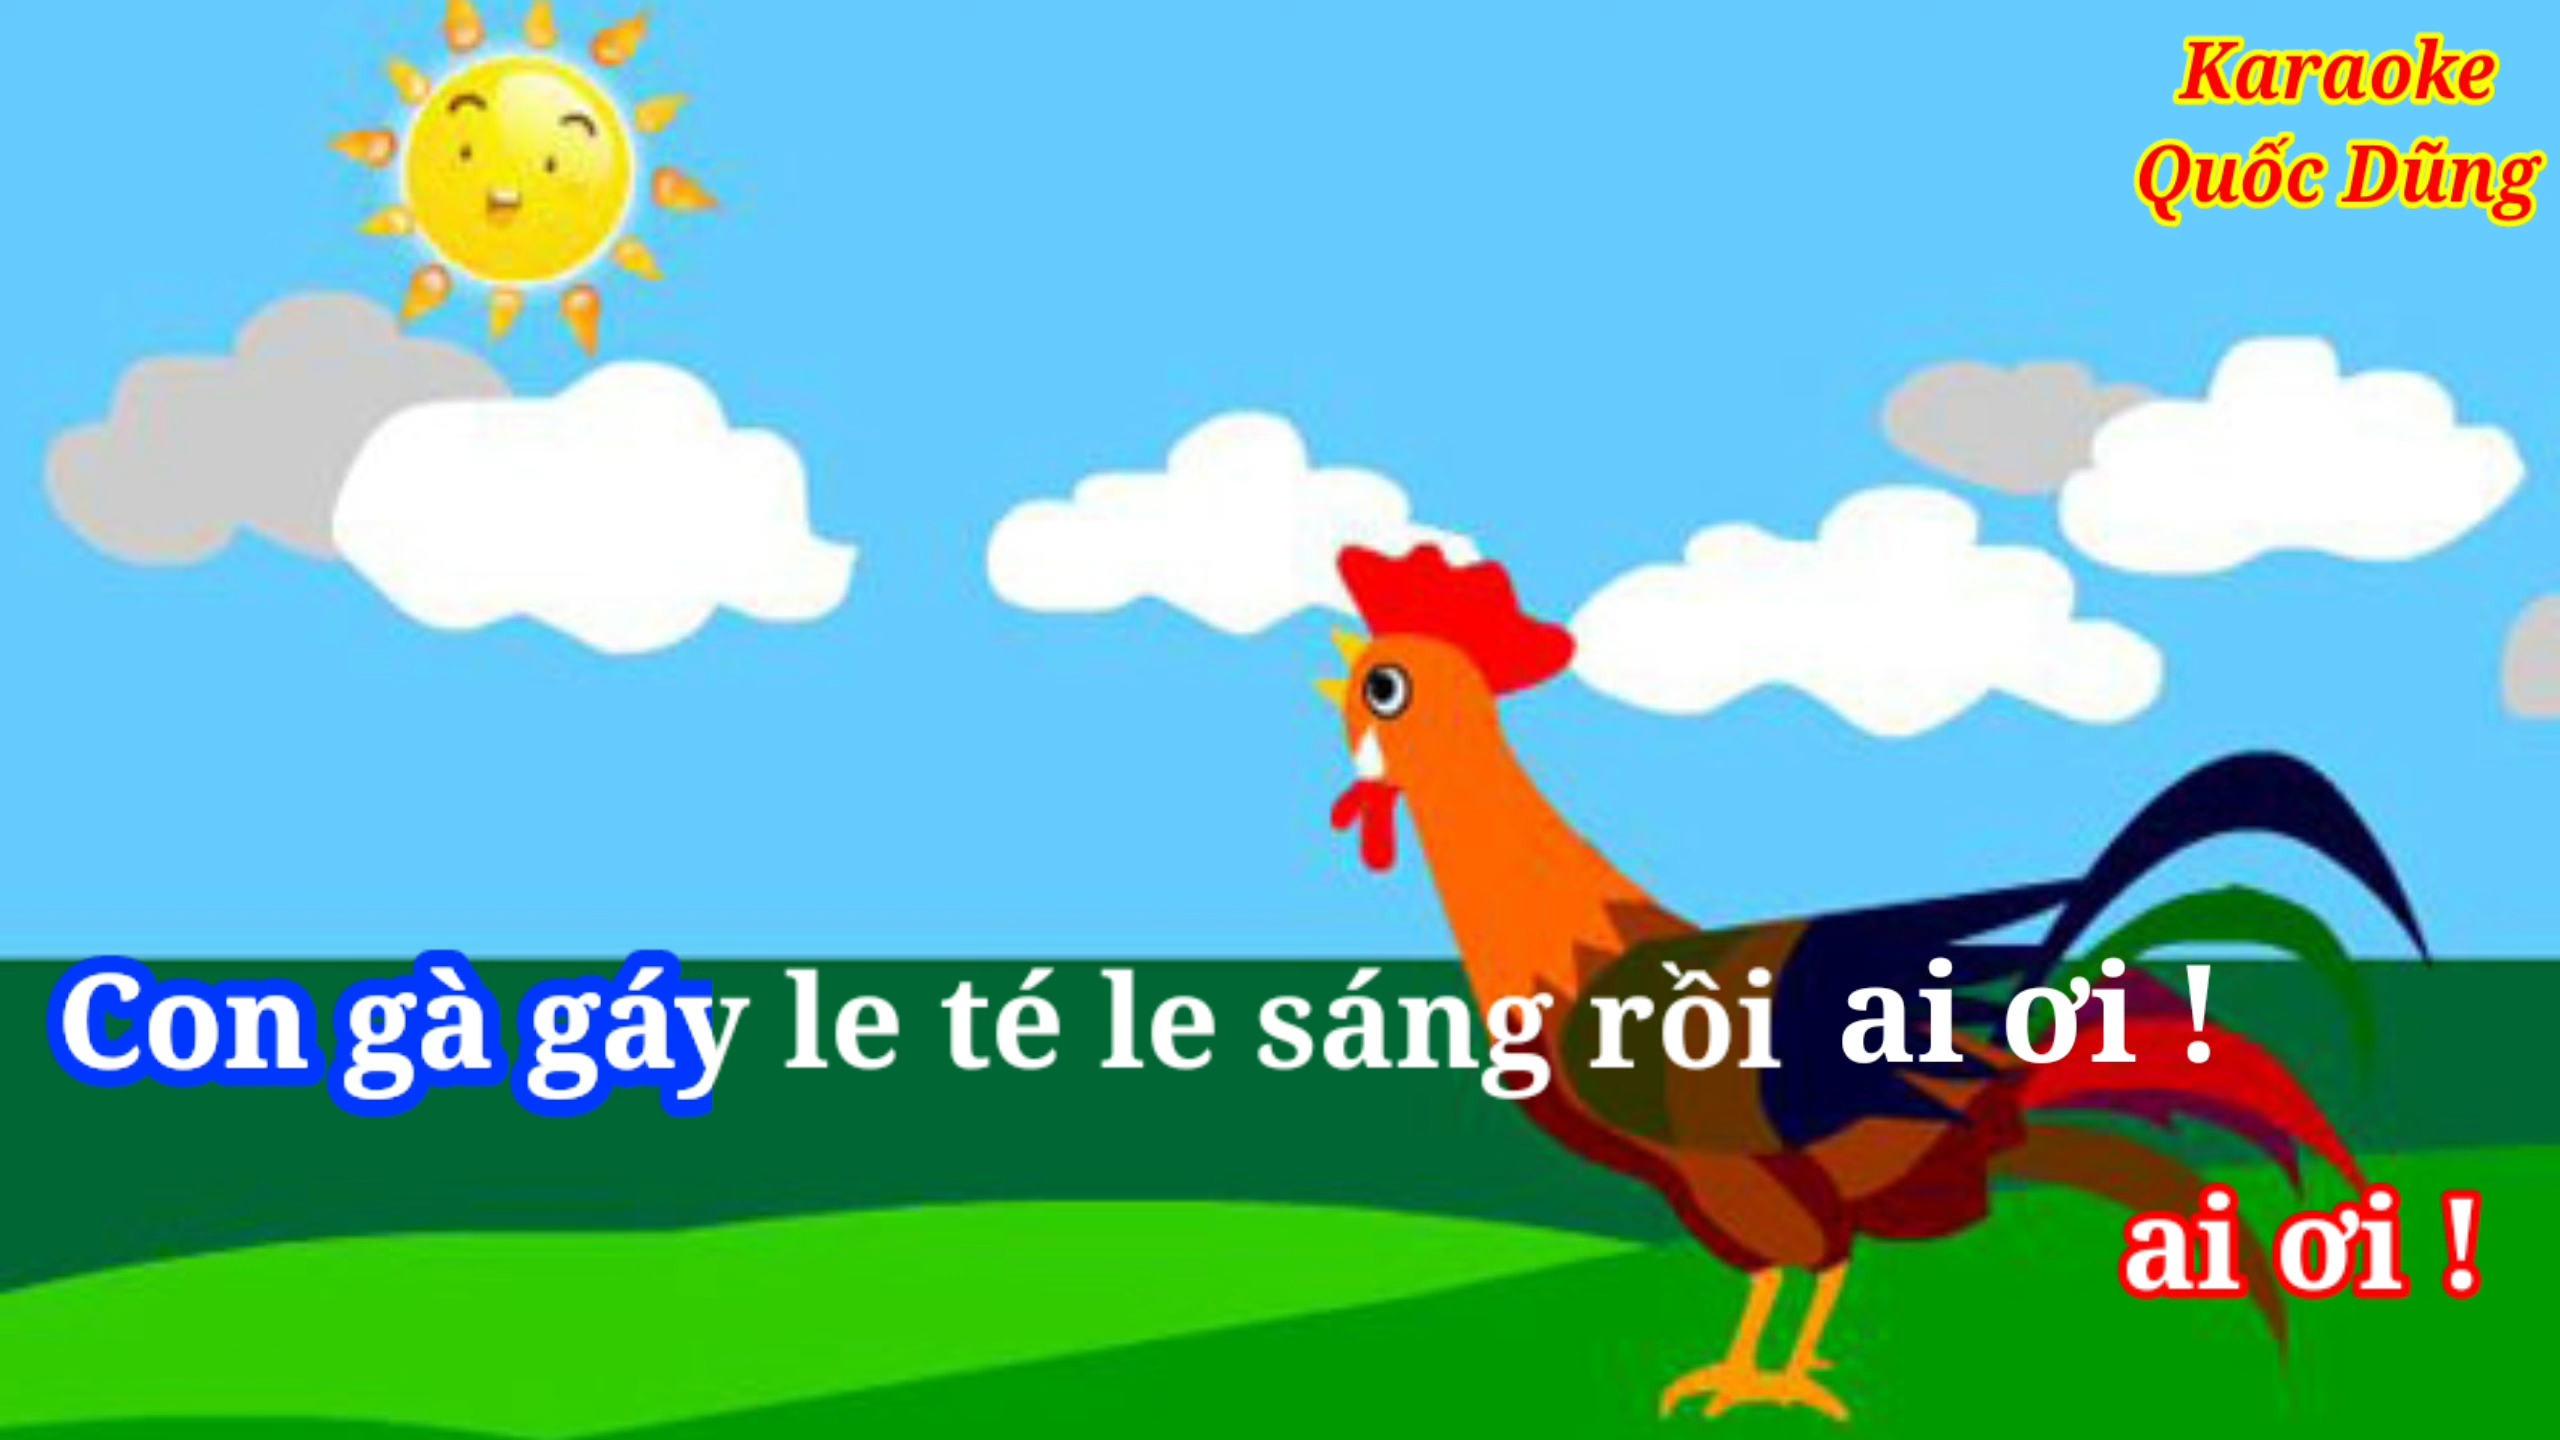 Karaoke
Quốc Dũng
Con gà gáy le té le sáng rồi ai ơi !
ai ơi !